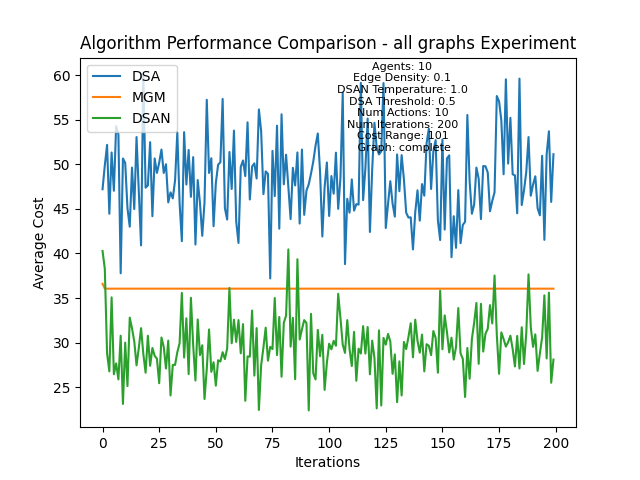 Algorithm Performance Comparison - all graphs Experiment
DSA
MGM
DSAN
Agents: 10
Edge Density: 0.1
DSAN Temperature: 1.0
DSA Threshold: 0.5
Num Actions: 10
Num Iterations: 200
Cost Range: 101
Graph: complete
Average Cost
60
55
50
45
40
35
30
25
0
25
50
75
100
125
150
175
200
Iterations